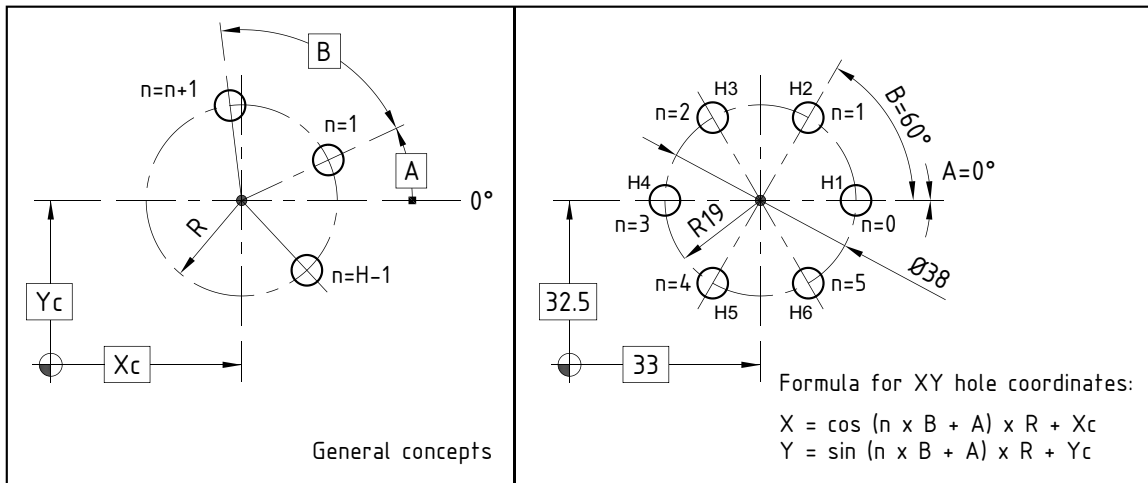 B
n=n+1
n=1
A
0°
R
n=H-1
Yc
Xc
General concepts
H3
H2
n=2
n=1
B=60°
A=0°
H4
H1
n=3
n=0
R19
Ø38
n=4
n=5
H5
H6
32.5
33
Formula for XY hole coordinates:
X = cos (n x B + A) x R + Xc
Y = sin (n x B + A) x R + Yc